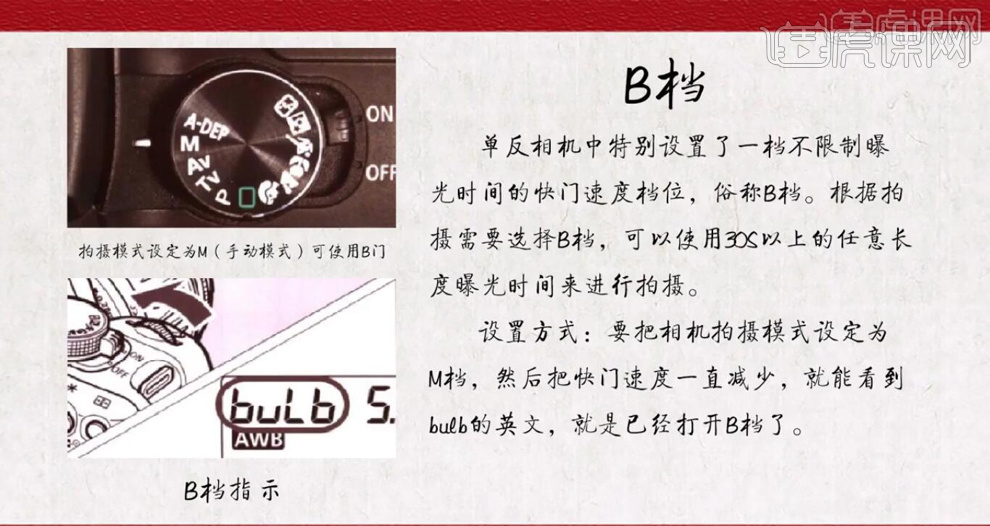 虎课网
B档
ON
OFF
A-DEP
M
Av
Tv
P
拍摄模式设定为M（手动模式）可使用B门
单反相机中特别设置了一档不限制曝
光时间的快门速度档位，俗称B档。根据拍
摄需要选择B档，可以使用30S以上的任意长
度曝光时间来进行拍摄。
设置方式：要把相机拍摄模式设定为
M档，然后把快门速度一直减少，就能看到
bulb的英文，就是已经打开B档了。
ON
OFF
buLb 5.
AWB
B档指示